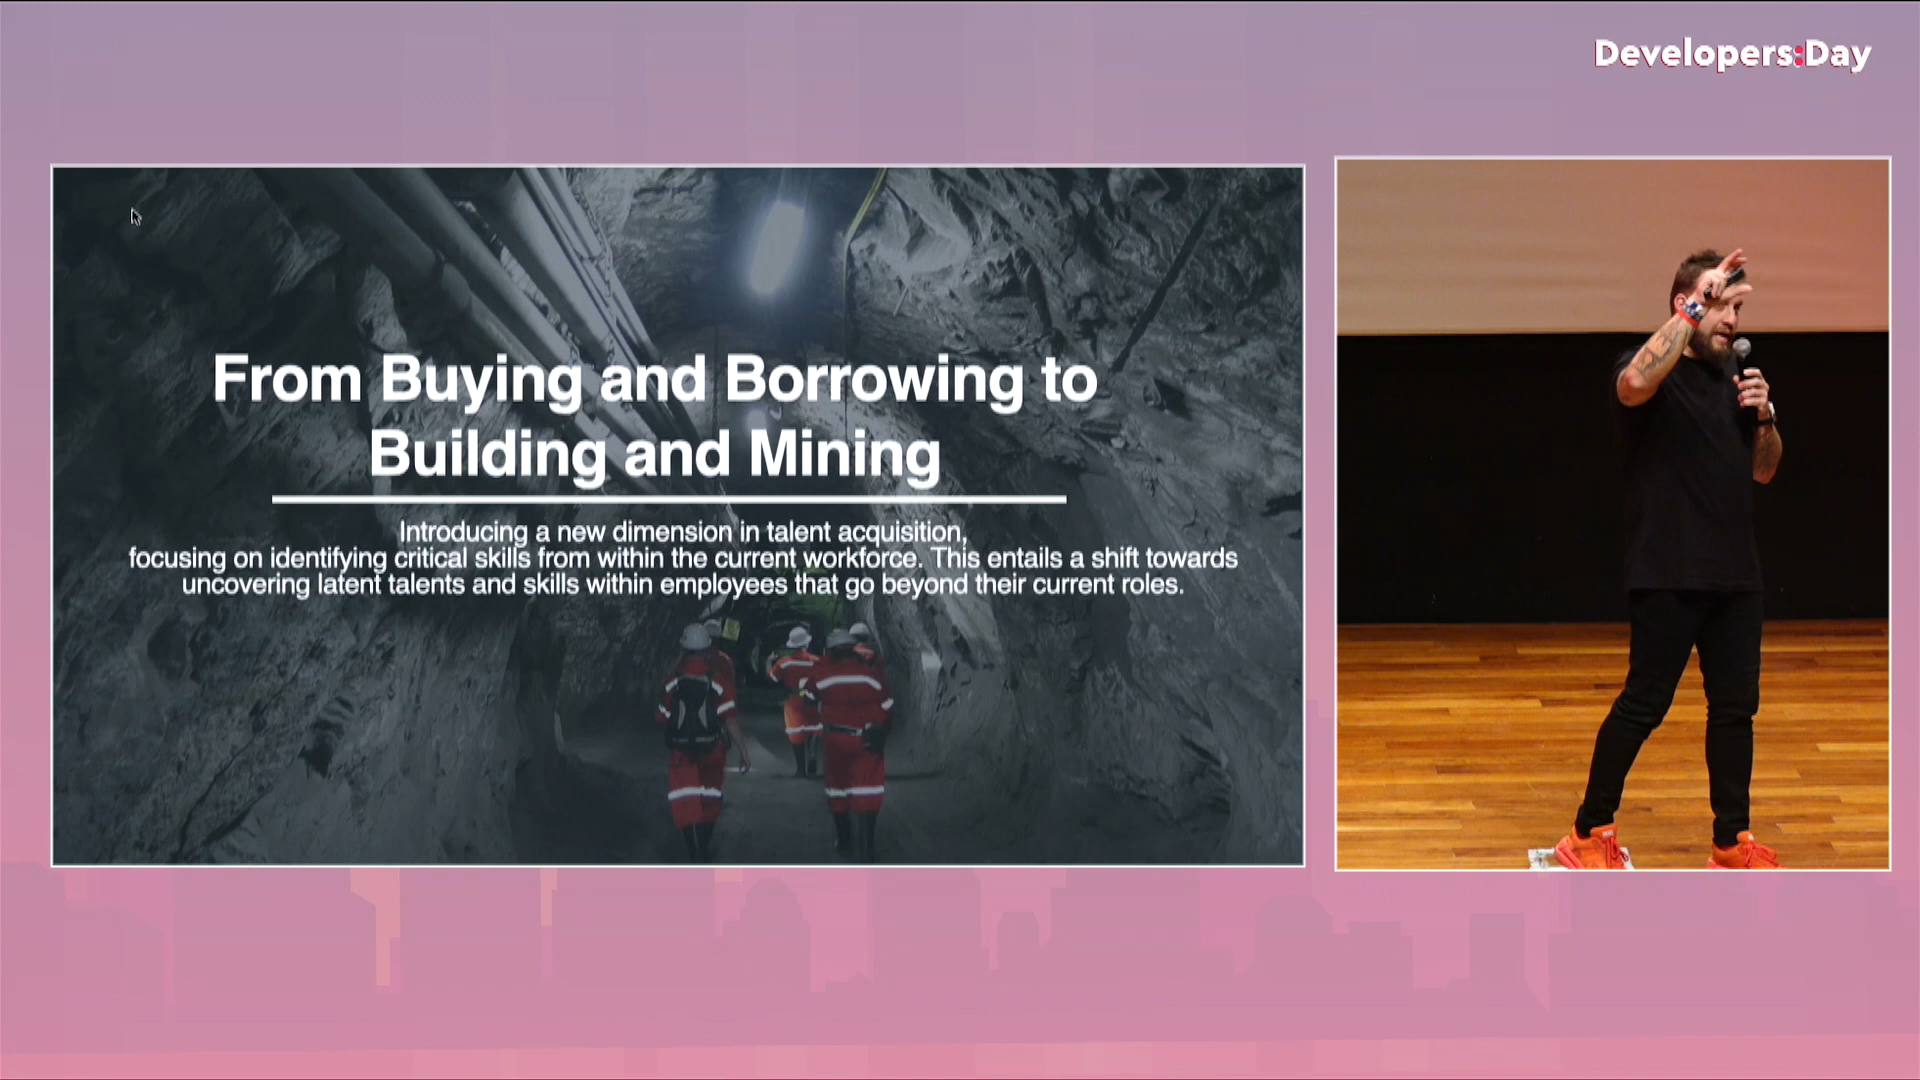 Developers:Day
From Buying and Borrowing to
Building and Mining
Introducing a new dimension in talent acquisition,
focusing on identifying critical skills from within the current workforce. This entails a shift towards
uncovering latent talents and skills within employees that go beyond their current roles.